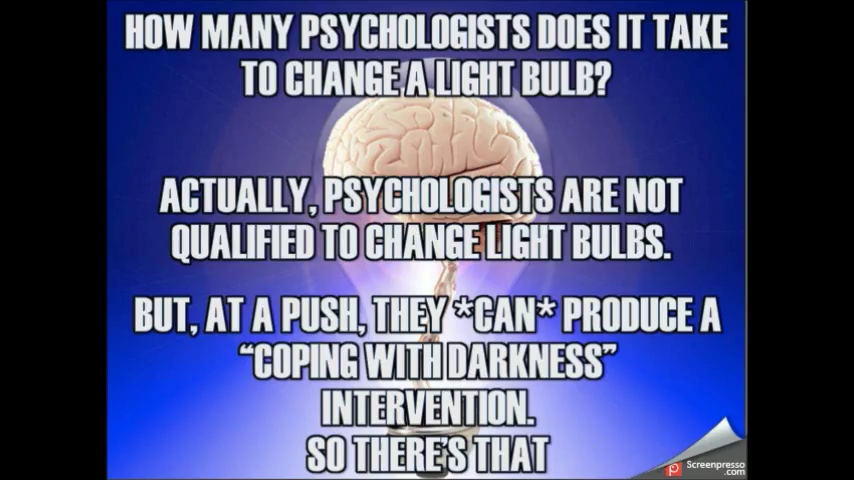 HOW MANY PSYCHOLOGISTS DOES IT TAKE
TO CHANGE A LIGHT BULB?
ACTUALLY, PSYCHOLOGISTS ARE NOT
QUALIFIED TO CHANGE LIGHT BULBS.
BUT, AT A PUSH, THEY *CAN* PRODUCE A
“COPING WITH DARKNESS”
INTERVENTION.
SO THERE'S THAT
Screenpresso
.com